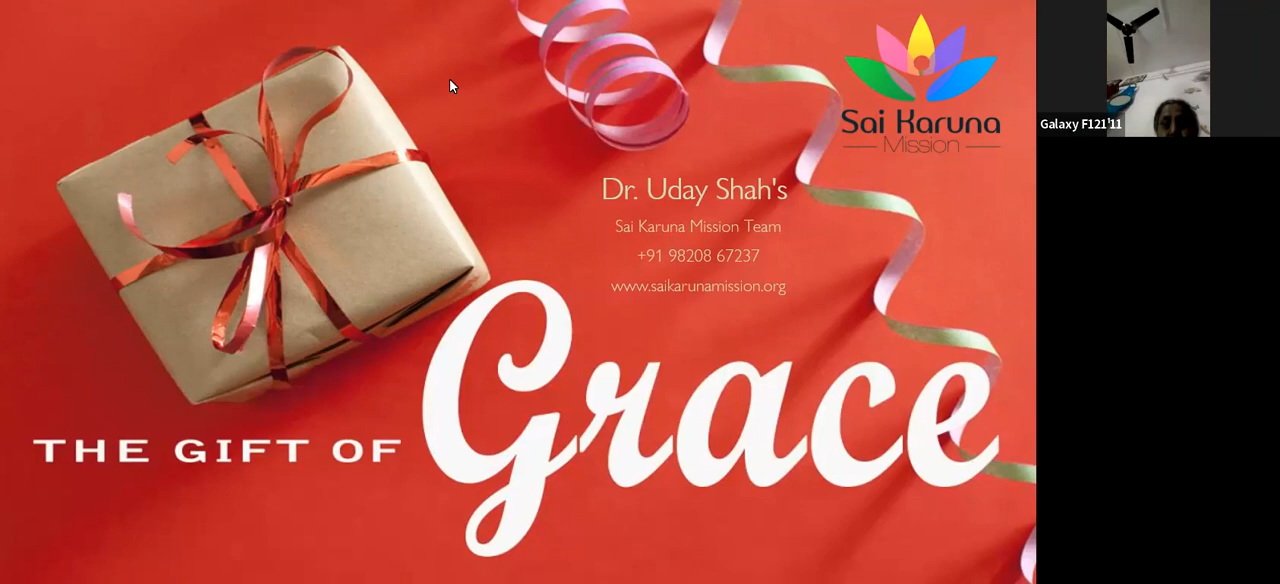 Sai Karuna
Mission
Dr. Uday Shah's
Sai Karuna Mission Team
+91 98208 67237
www.saikarunamission.org
THE GIFT OF Grace
Galaxy F121'11